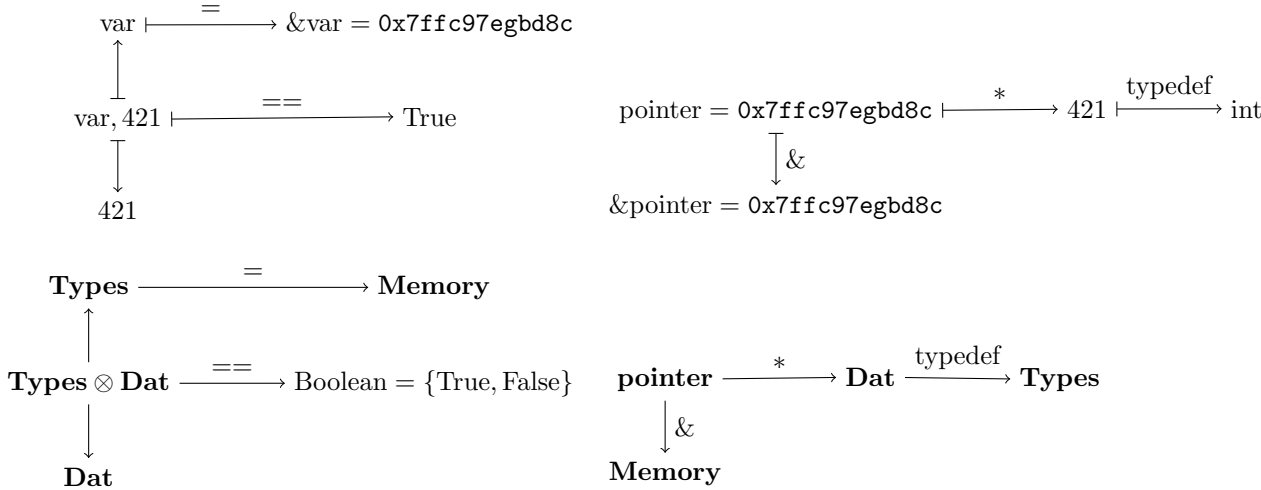 var = &var = 0x7ffc97egbd8c
var, 421 == True
421
pointer = 0x7ffc97egbd8c * 421 typedef int
&
&pointer = 0x7ffc97egbd8c
Types = Memory
Types ⊗ Dat == Boolean = {True, False}
Dat
pointer * Dat typedef Types
&
Memory